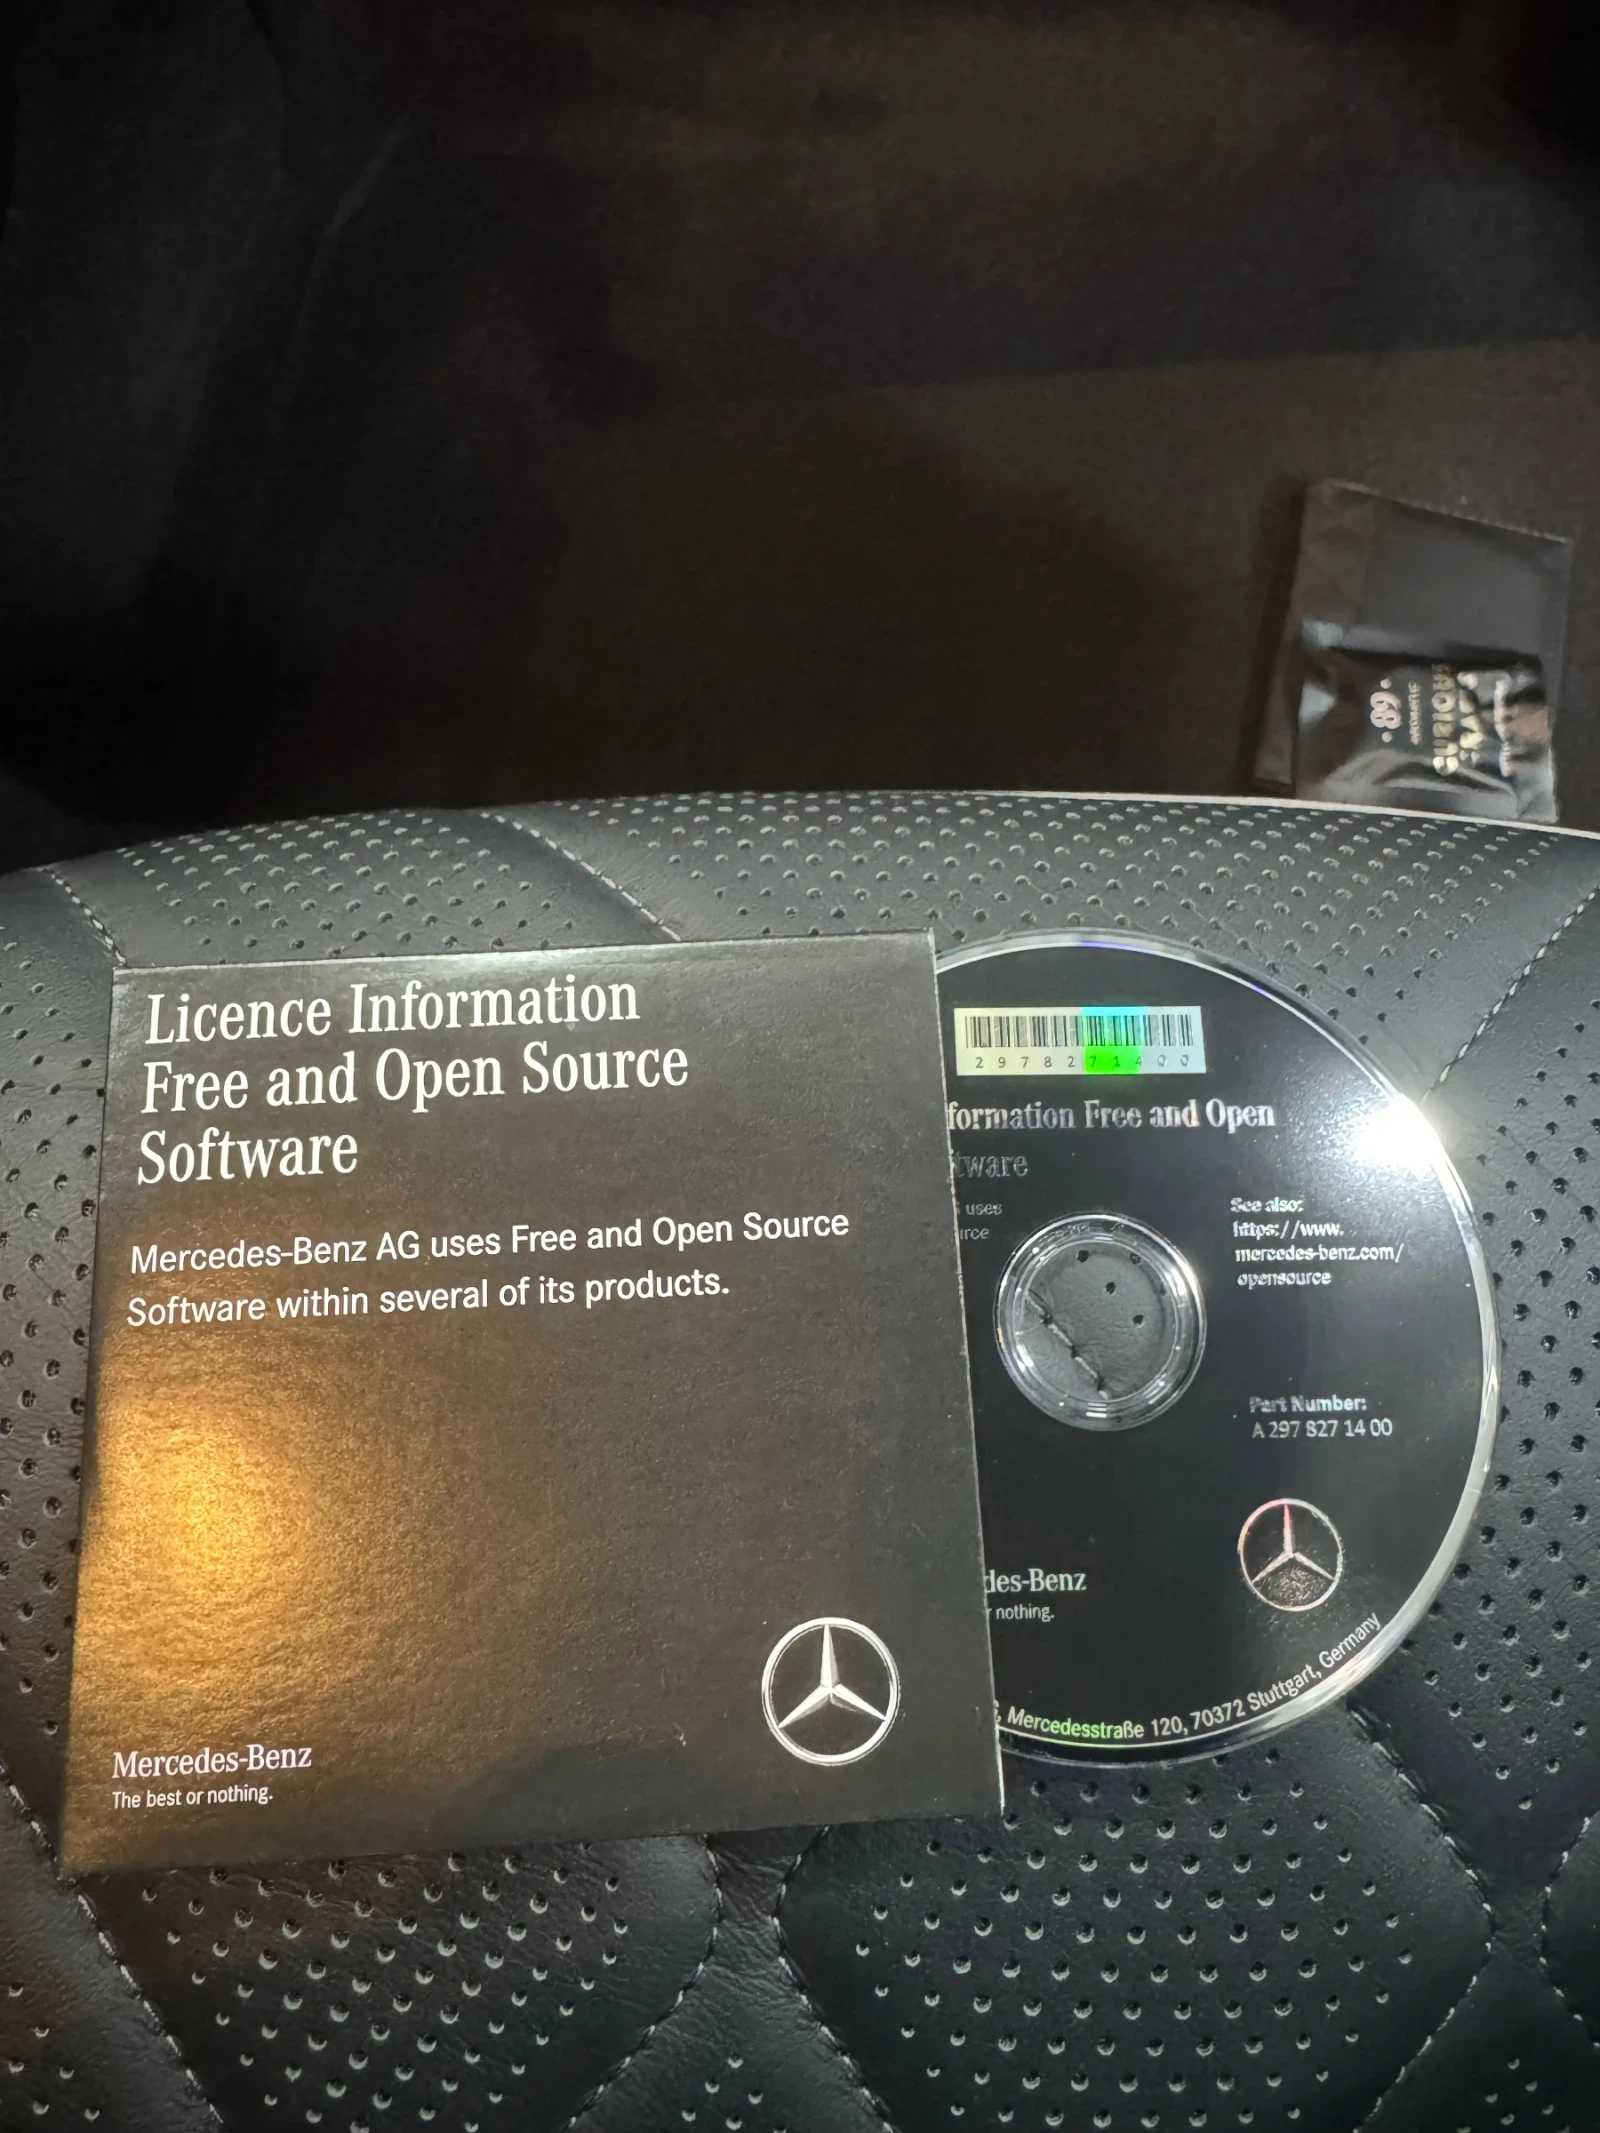 Licence Information
Free and Open Source
Software
Mercedes-Benz AG uses Free and Open Source
Software within several of its products.
Mercedes-Benz
The best or nothing.
2 9 7 8 2 7 1 4 0 0
formation Free and Open
tware
uses
rce
See also:
https://www.
mercedes-benz.com/
opensource
Part Number:
A 297 827 14 00
des-Benz
r nothing.
Mercedesstraße 120, 70372 Stuttgart, Germany
•89•